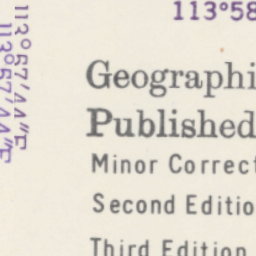 113°58
113°57'44"E
113°57'44"E
Geographi
Published
Minor Correct
Second Editio
Third Edition